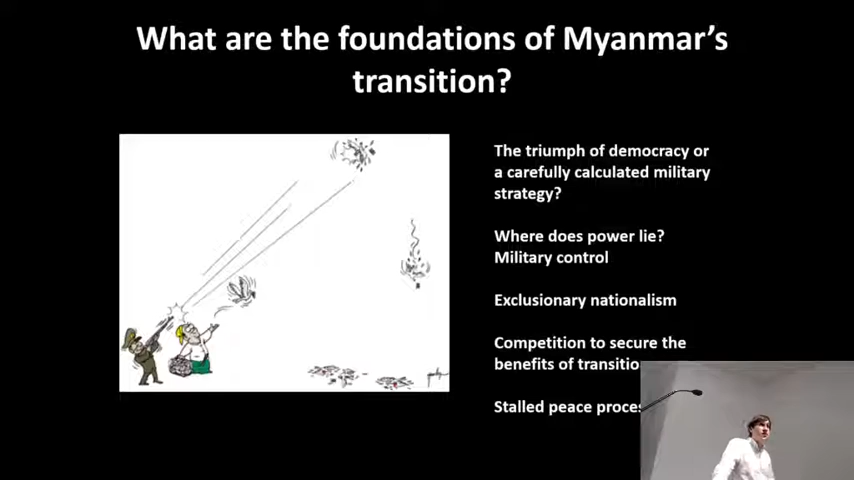 What are the foundations of Myanmar's
transition?
The triumph of democracy or
a carefully calculated military
strategy?
Where does power lie?
Military control
Exclusionary nationalism
Competition to secure the
benefits of transitio
Stalled peace proces